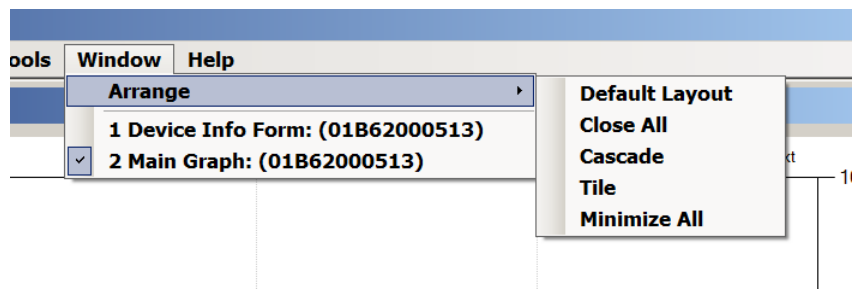 Window Help
Arrange
Default Layout
1 Device Info Form: (01B62000513)
Close All
2 Main Graph: (01B62000513)
Cascade
Tile
Minimize All